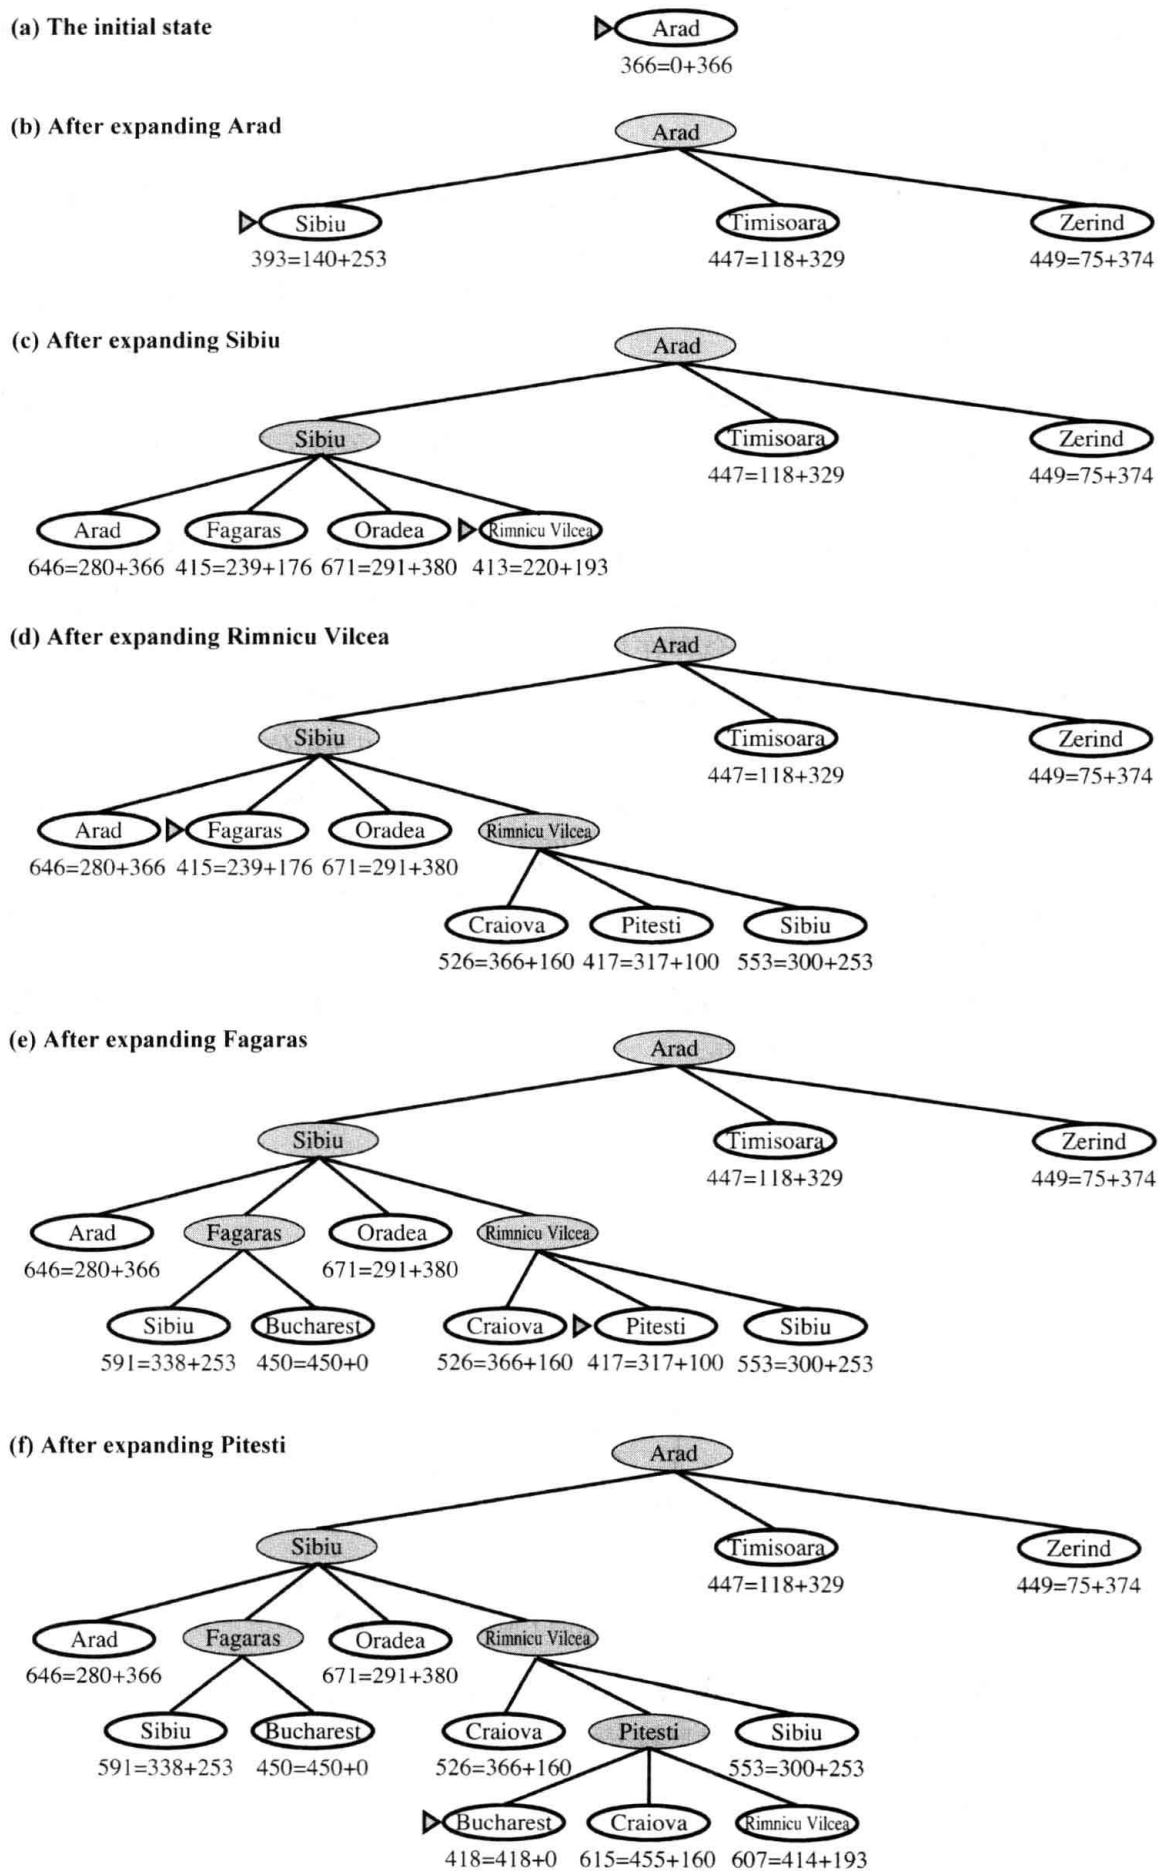 (a) The initial state
Arad
366=0+366
(b) After expanding Arad
Arad
Sibiu Timisoara Zerind
393=140+253 447=118+329 449=75+374
(c) After expanding Sibiu
Arad
Sibiu Timisoara Zerind
447=118+329 449=75+374
Arad Fagaras Oradea Rimnicu Vilcea
646=280+366 415=239+176 671=291+380 413=220+193
(d) After expanding Rimnicu Vilcea
Arad
Sibiu Timisoara Zerind
447=118+329 449=75+374
Arad Fagaras Oradea Rimnicu Vilcea
646=280+366 415=239+176 671=291+380
Craiova Pitesti Sibiu
526=366+160 417=317+100 553=300+253
(e) After expanding Fagaras
Arad
Sibiu Timisoara Zerind
447=118+329 449=75+374
Arad Fagaras Oradea Rimnicu Vilcea
646=280+366 671=291+380
Sibiu Bucharest Craiova Pitesti Sibiu
591=338+253 450=450+0 526=366+160 417=317+100 553=300+253
(f) After expanding Pitesti
Arad
Sibiu Timisoara Zerind
447=118+329 449=75+374
Arad Fagaras Oradea Rimnicu Vilcea
646=280+366 671=291+380
Sibiu Bucharest Craiova Pitesti Sibiu
591=338+253 450=450+0 526=366+160 553=300+253
Bucharest Craiova Rimnicu Vilcea
418=418+0 615=455+160 607=414+193